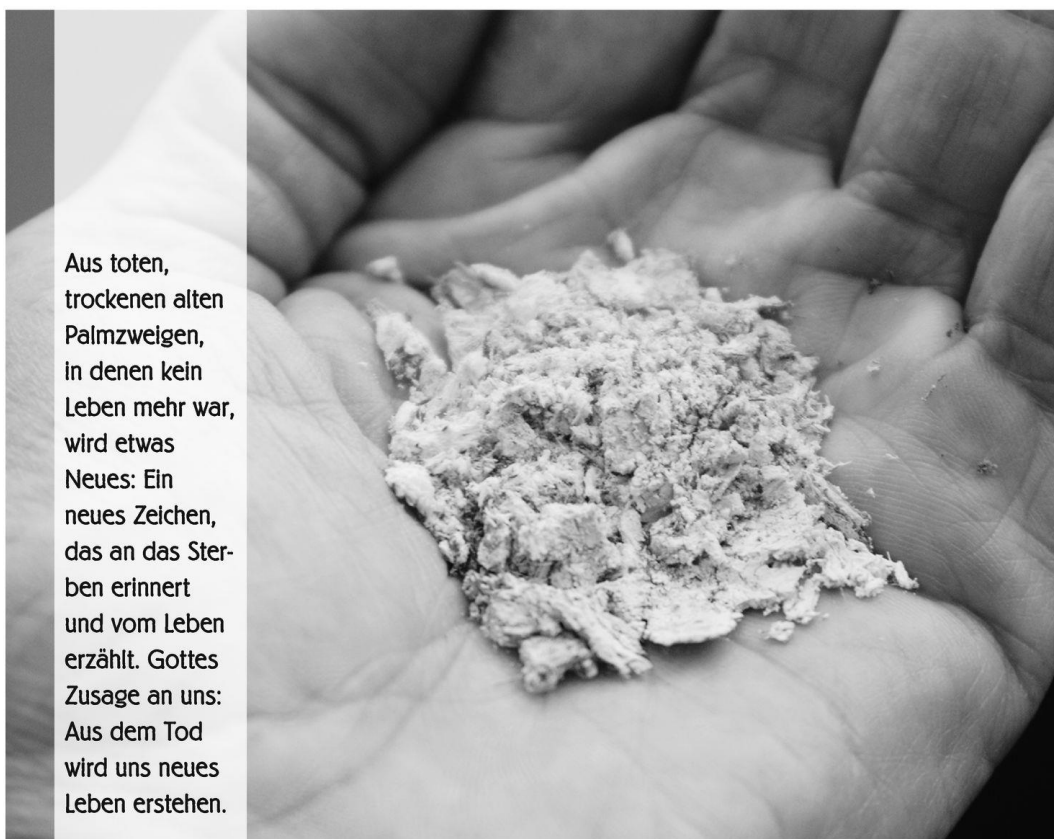 Aus toten,
trockenen alten
Palmzweigen,
in denen kein
Leben mehr war,
wird etwas
Neues: Ein
neues Zeichen,
das an das Ster-
ben erinnert
und vom Leben
erzählt. Gottes
Zusage an uns:
Aus dem Tod
wird uns neues
Leben erstehen.